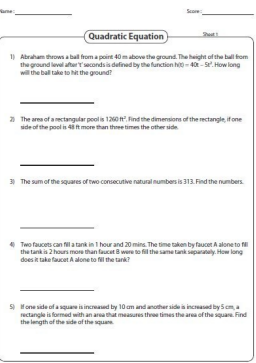 Name : Score :
Quadratic Equation Sheet 1
1) Abraham throws a ball from a point 40 m above the ground. The height of the ball from
the ground level after 't' seconds is defined by the function h(t) = 40t – 5t². How long
will the ball take to hit the ground?
2) The area of a rectangular pool is 1260 ft². Find the dimensions of the rectangle, if one
side of the pool is 48 ft more than three times the other side.
3) The sum of the squares of two consecutive natural numbers is 313. Find the numbers.
4) Two faucets can fill a tank in 1 hour and 20 mins. The time taken by faucet A alone to fill
the tank is 2 hours more than faucet B were to fill the same tank separately. How long
does it take faucet A alone to fill the tank?
5) If one side of a square is increased by 10 cm and another side is increased by 5 cm, a
rectangle is formed with an area that measures three times the area of the square. Find
the length of the side of the square.